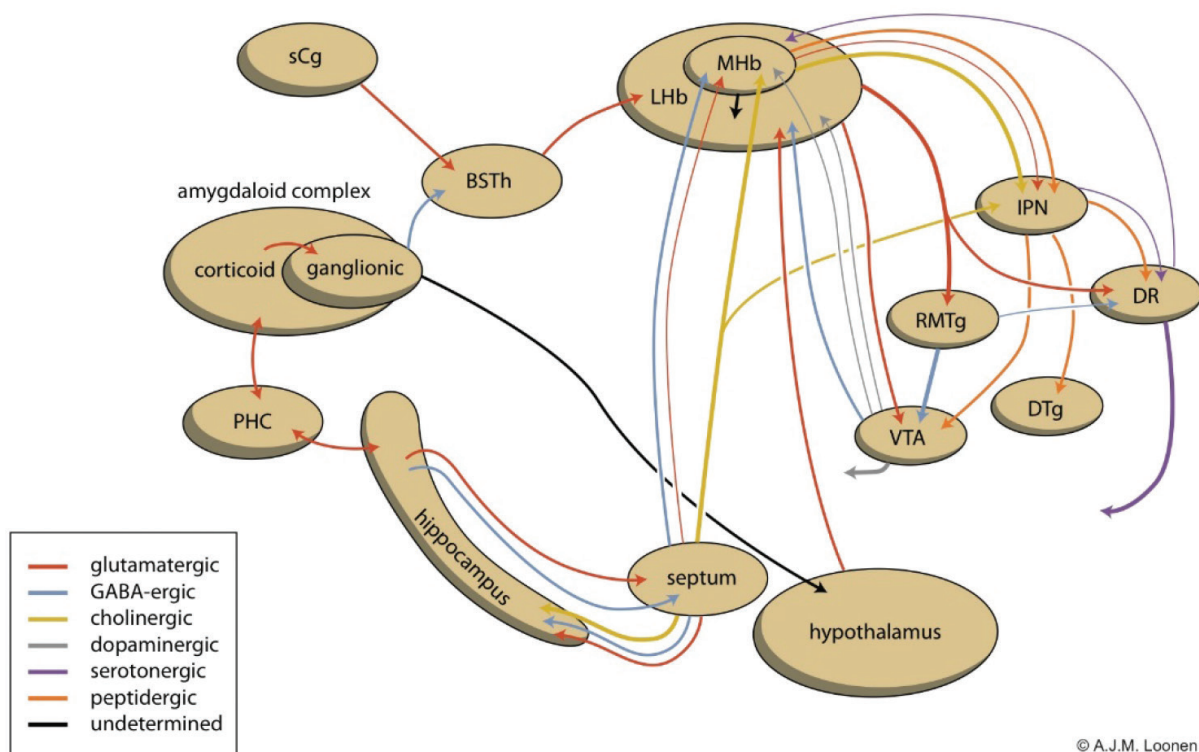 sCg
MHb
LHb
BSTh
amygdaloid complex
corticoid
ganglionic
IPN
DR
RMTg
PHC
DTg
VTA
hippocampus
septum
hypothalamus
glutamatergic
GABA-ergic
cholinergic
dopaminergic
serotonergic
peptidergic
undetermined
© A.J.M. Loonen